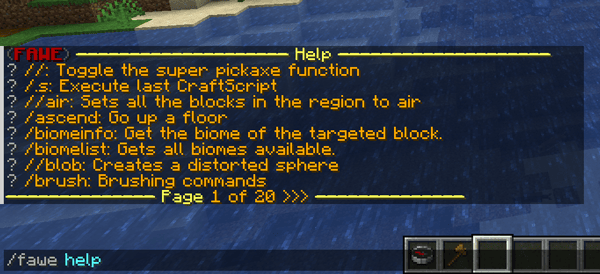 (FAWE) Help
? //: Toggle the super pickaxe function
? /.s: Execute last CraftScript
? //air: Sets all the blocks in the region to air
? /ascend: Go up a floor
? /biomeinfo: Get the biome of the targeted block.
? /biomelist: Gets all biomes available.
? //blob: Creates a distorted sphere
? /brush: Brushing commands
Page 1 of 20 >>>
/fawe help